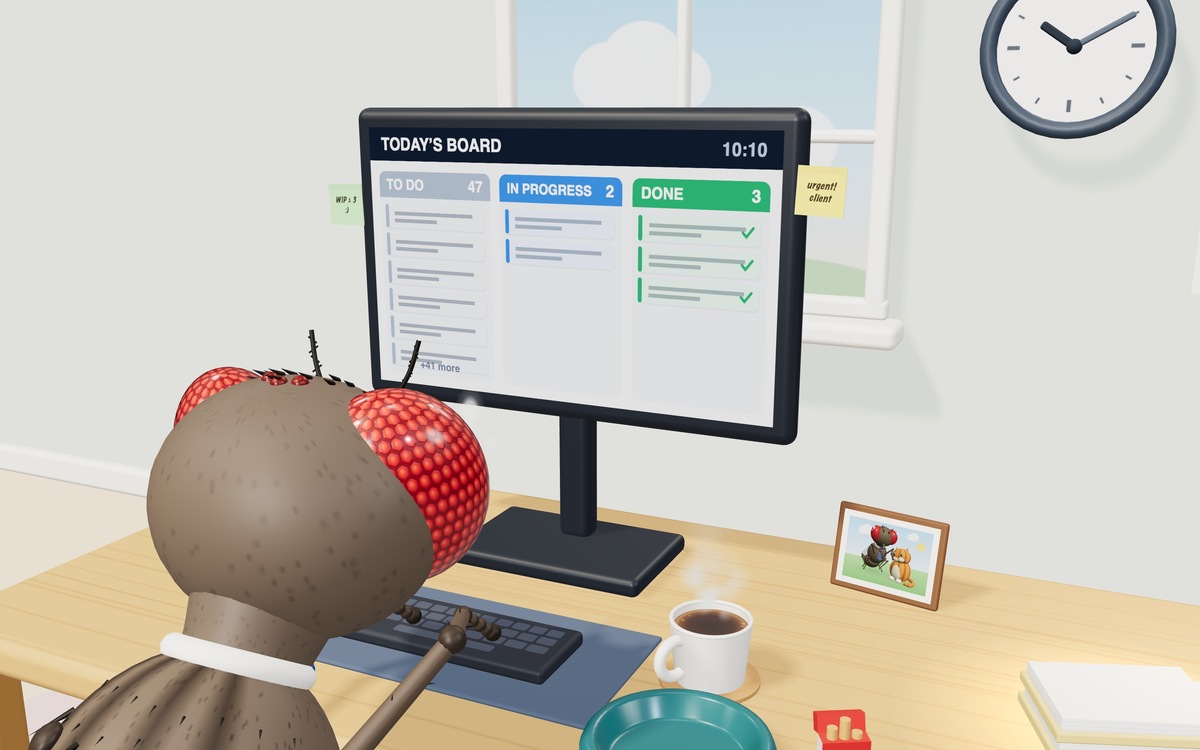 TODAY'S BOARD
10:10
TO DO 47
IN PROGRESS 2
DONE 3
+41 more
WIP ≤ 3
:)
urgent!
client